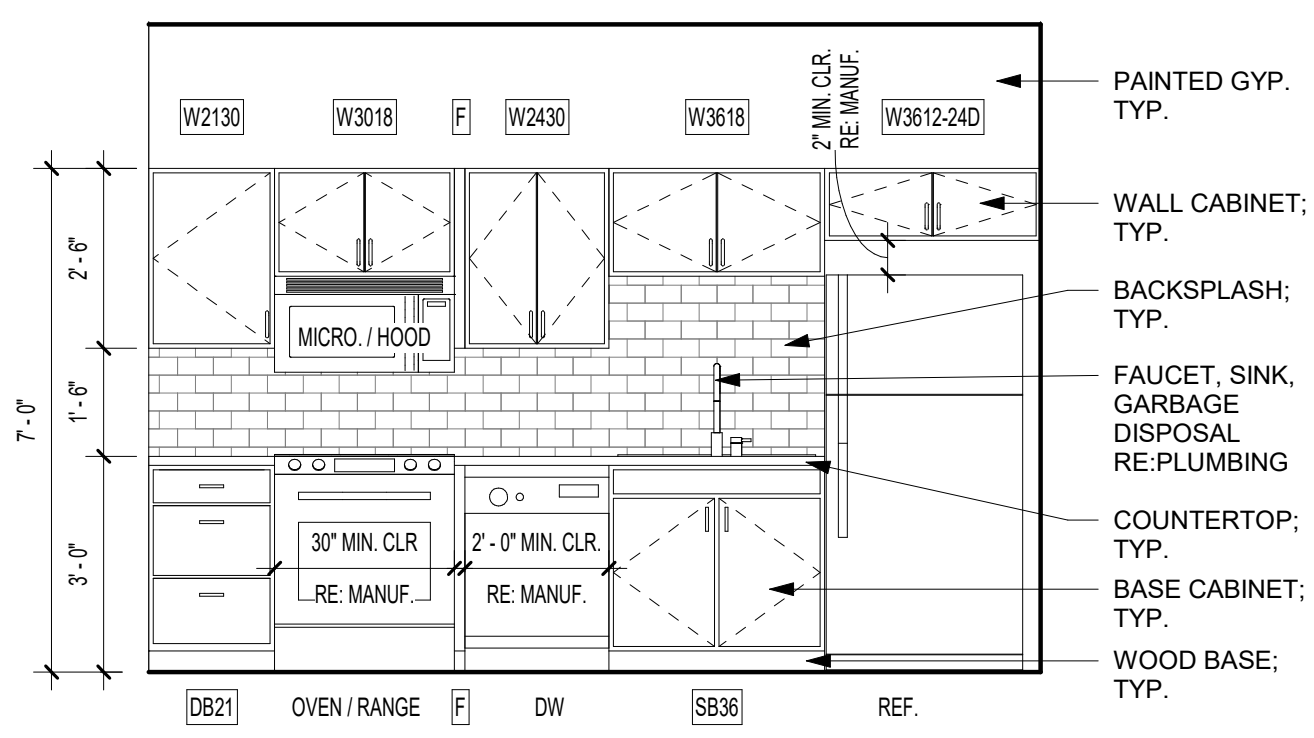 W2130
W3018
F
W2430
W3618
2" MIN. CLR.
RE: MANUF.
W3612-24D
PAINTED GYP.
TYP.
WALL CABINET;
TYP.
BACKSPLASH;
TYP.
FAUCET, SINK,
GARBAGE
DISPOSAL
RE:PLUMBING
COUNTERTOP;
TYP.
BASE CABINET;
TYP.
WOOD BASE;
TYP.
7' - 0"
2' - 6"
1' - 6"
3' - 0"
MICRO. / HOOD
30" MIN. CLR
RE: MANUF.
2' - 0" MIN. CLR.
RE: MANUF.
DB21
OVEN / RANGE
F
DW
SB36
REF.